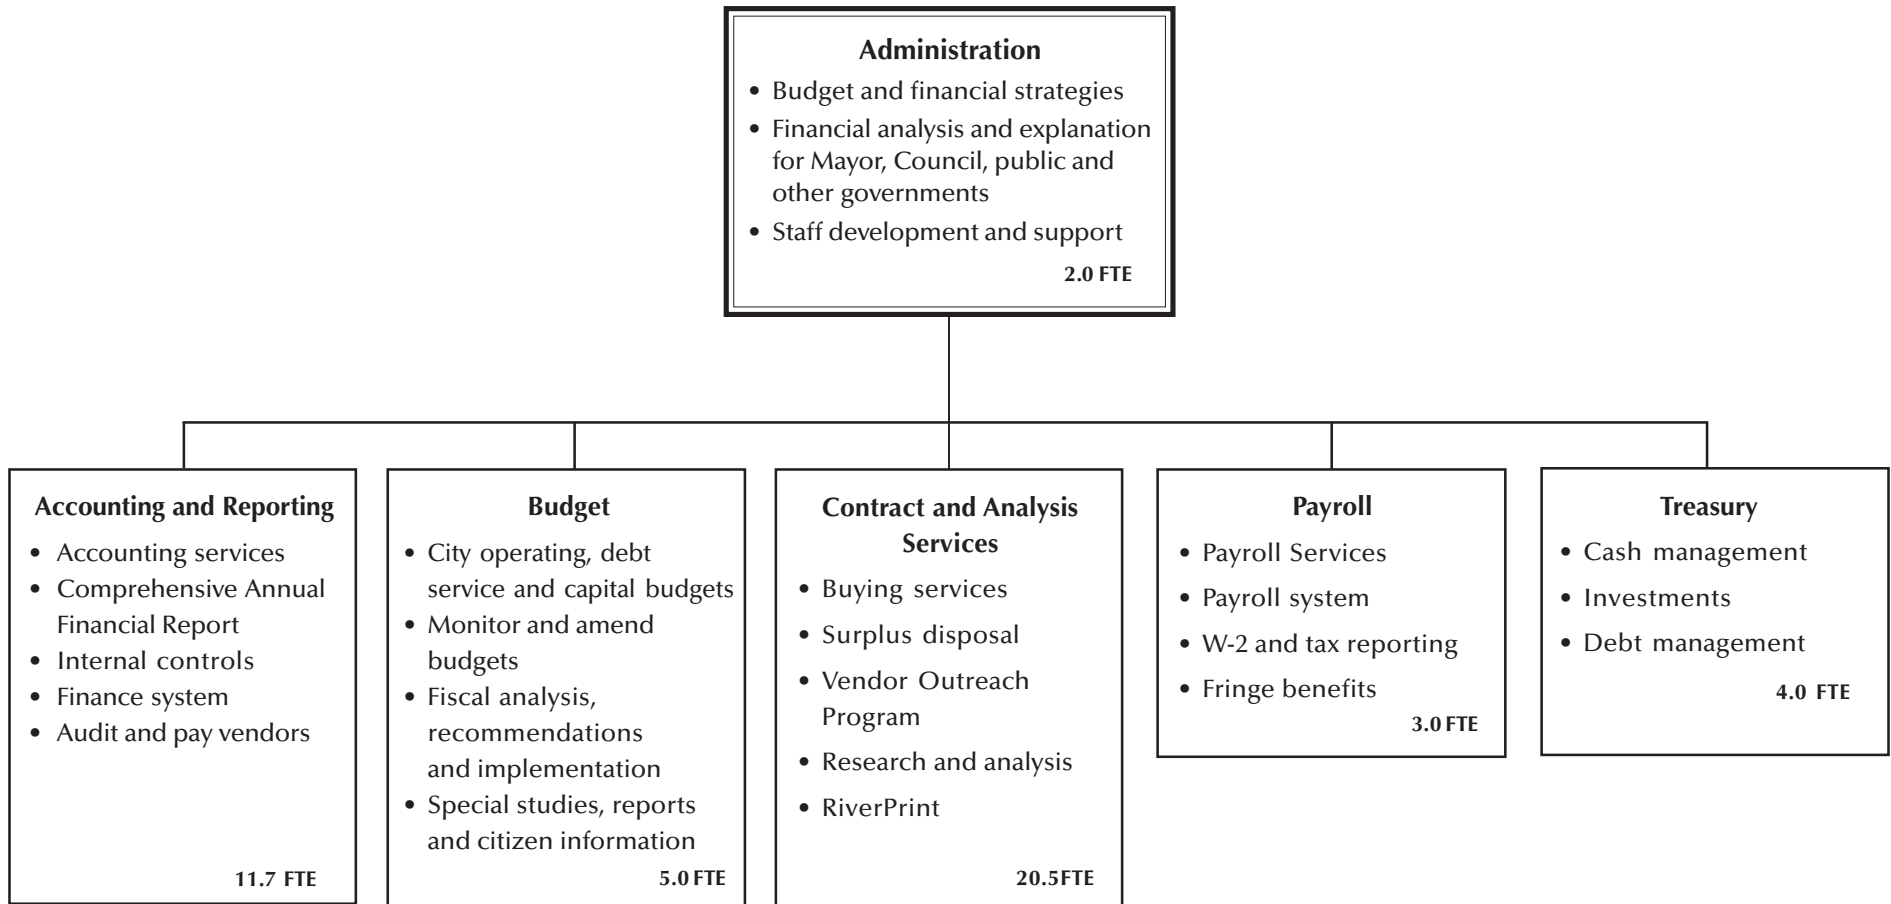 Administration
• Budget and financial strategies
• Financial analysis and explanation
for Mayor, Council, public and
other governments
• Staff development and support
2.0 FTE
Accounting and Reporting
• Accounting services
• Comprehensive Annual
Financial Report
• Internal controls
• Finance system
• Audit and pay vendors
11.7 FTE
Budget
• City operating, debt
service and capital budgets
• Monitor and amend
budgets
• Fiscal analysis,
recommendations
and implementation
• Special studies, reports
and citizen information
5.0 FTE
Contract and Analysis
Services
• Buying services
• Surplus disposal
• Vendor Outreach
Program
• Research and analysis
• RiverPrint
20.5FTE
Payroll
• Payroll Services
• Payroll system
• W-2 and tax reporting
• Fringe benefits
3.0 FTE
Treasury
• Cash management
• Investments
• Debt management
4.0 FTE